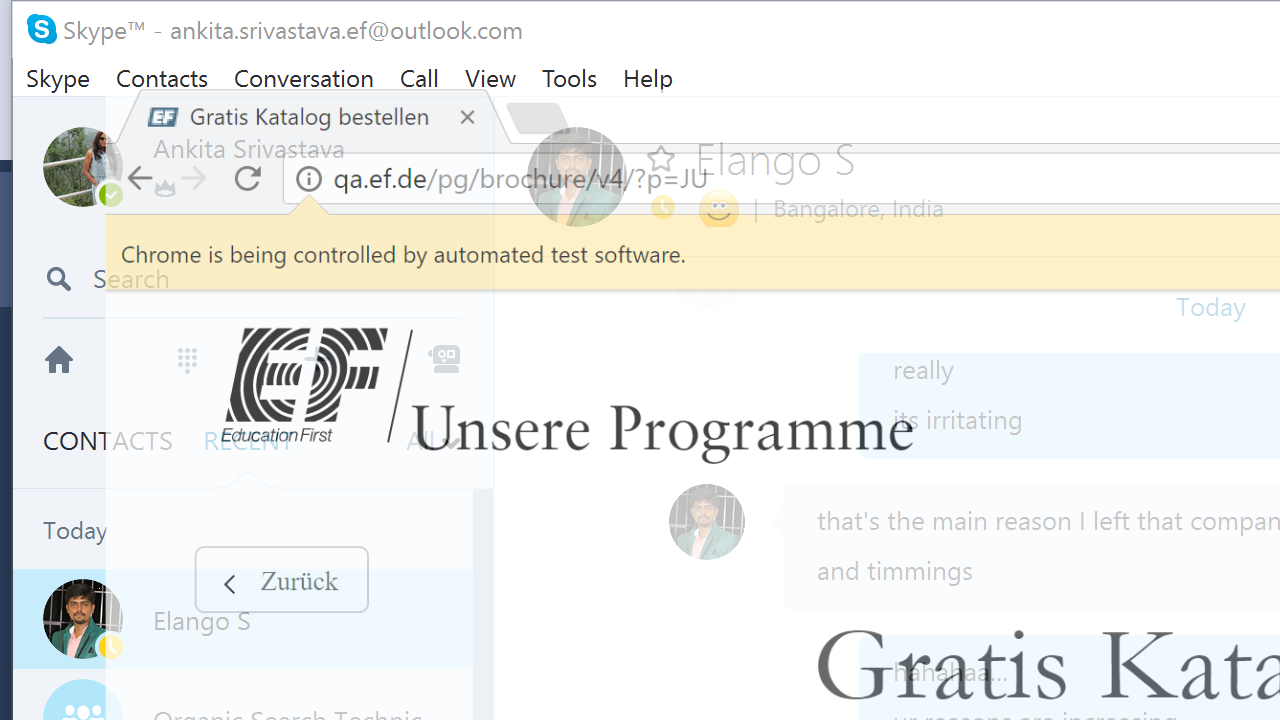 Skype™ - ankita.srivastava.ef@outlook.com
Skype Contacts Conversation Call View Tools Help
EF Gratis Katalog bestellen
Ankita Srivastava
Elango S
qa.ef.de/pg/brochure/v4/?p=JU
| Bangalore, India
Chrome is being controlled by automated test software.
Search
Today
EF
Education First
Unsere Programme
really
its irritating
CONTACTS RECENT All
that's the main reason I left that compan
and timmings
Today
Zurück
Elango S
Gratis Kata
hahahaa...
ur reasons are increasing
Organic Search Technic